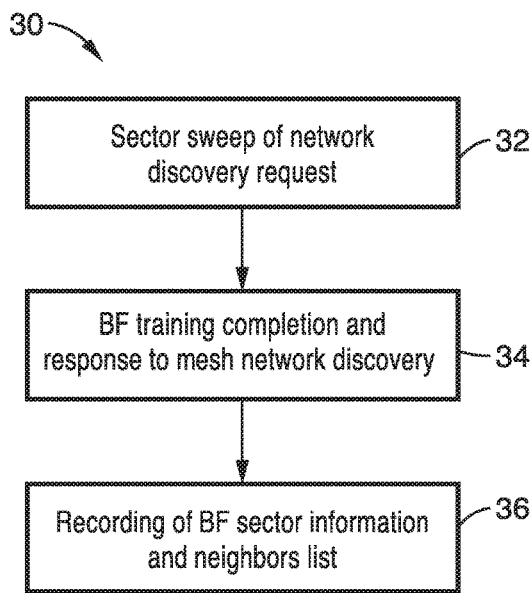 30
Sector sweep of network
discovery request
32
BF training completion and
response to mesh network discovery
34
Recording of BF sector information
and neighbors list
36